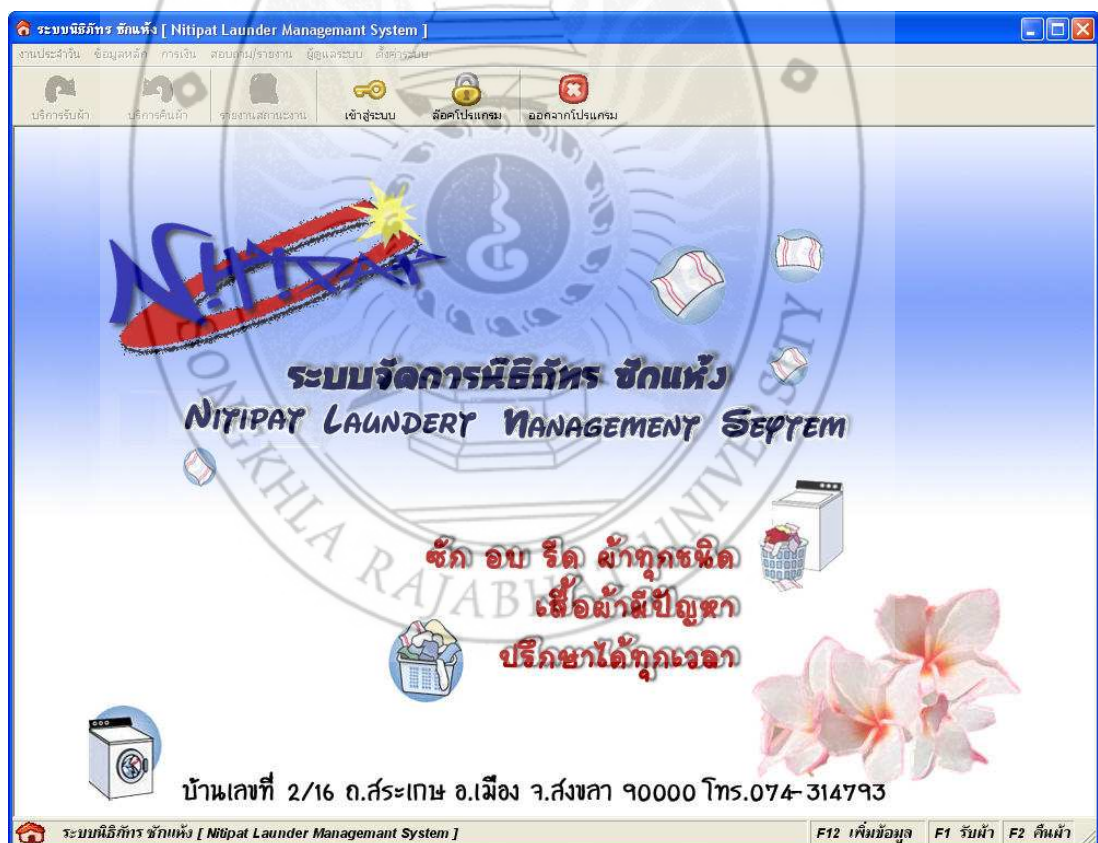 ระบบนิธิภัทร ซักแห้ง [ Nitipat Launder Managemant System ]
งานประจำวัน ข้อมูลหลัก การเงิน สอบถาม/รายงาน ผู้ดูแลระบบ ตั้งค่าระบบ
บริการรับผ้า บริการคืนผ้า รายงานสถานะงาน เข้าสู่ระบบ ล๊อคโปรแกรม ออกจากโปรแกรม
NITIPAT
ระบบจัดการนิธิภัทร ซักแห้ง
NITIPAT LAUNDERT MANAGEMENT SEPTEM
ซัก อบ รีด ผ้าทุกชนิด
เสื้อผ้ามีปัญหา
ปรึกษาได้ทุกเวลา
บ้านเลขที่ 2/16 ถ.สระเกษ อ.เมือง จ.สงขลา 90000 โทร.074-314793
ระบบนิธิภัทร ซักแห้ง [ Nitipat Launder Managemant System ]
F12 เพิ่มข้อมูล F1 รับผ้า F2 คืนผ้า
SONGKHLA RAJABHAT UNIVERSITY